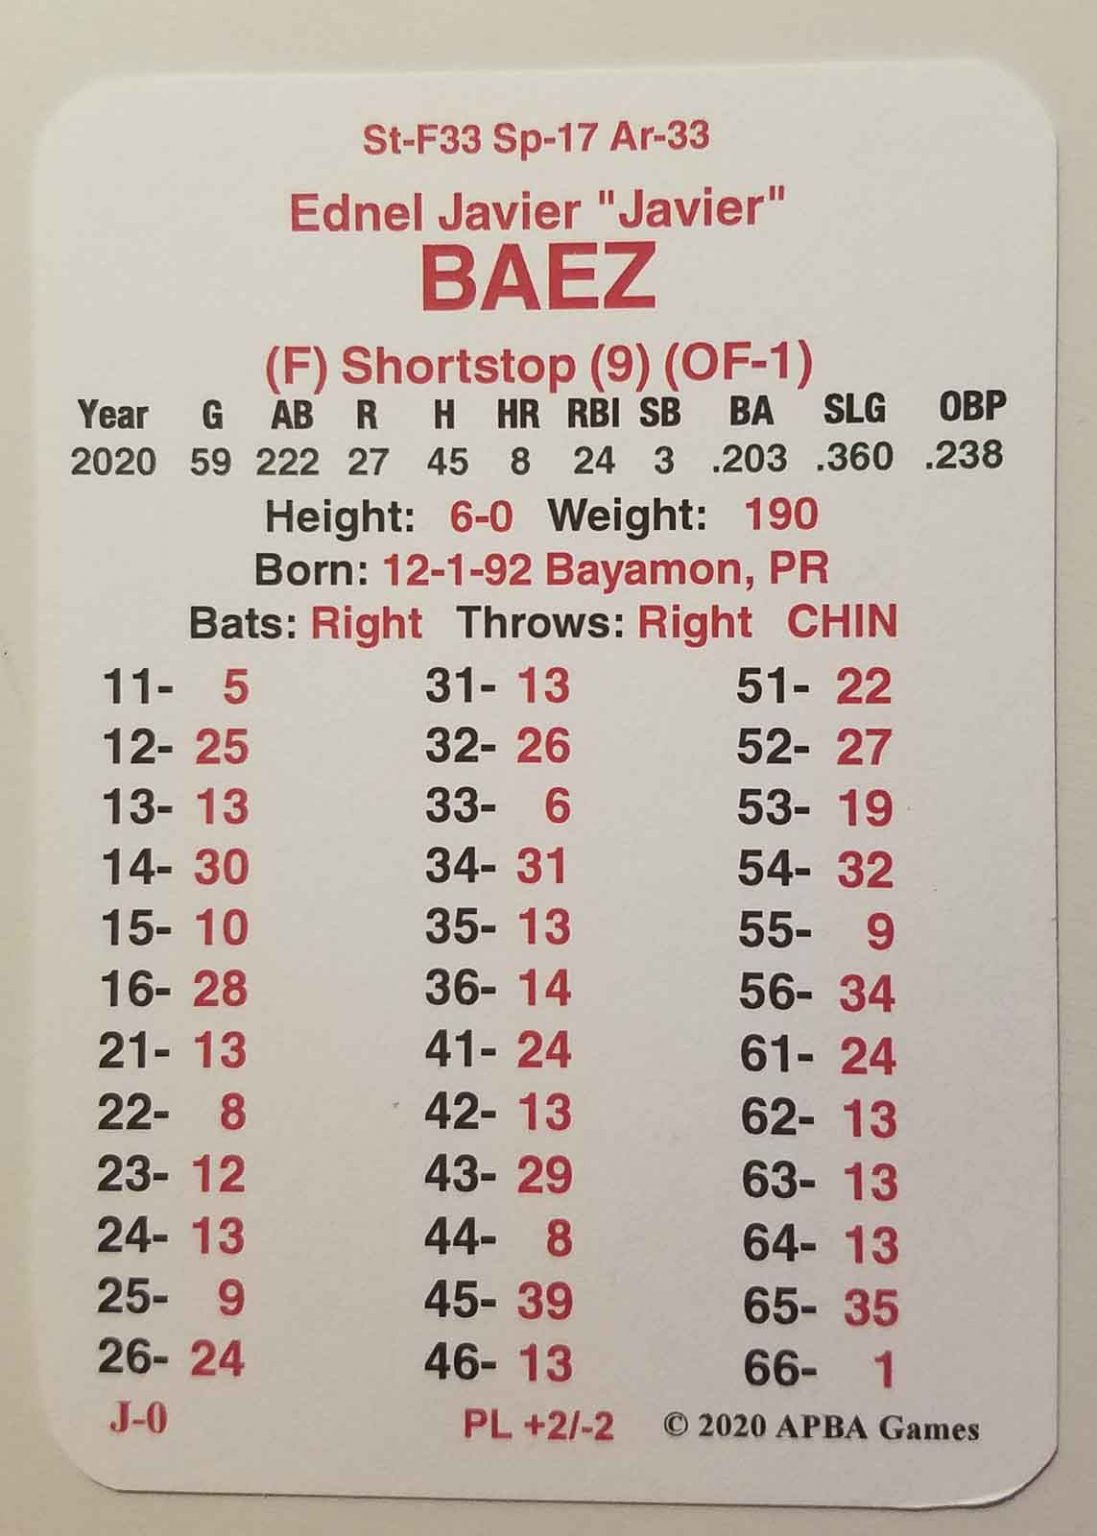 St-F33 Sp-17 Ar-33
Ednel Javier "Javier"
BAEZ
(F) Shortstop (9) (OF-1)
Year G AB R H HR RBI SB BA SLG OBP
2020 59 222 27 45 8 24 3 .203 .360 .238
Height: 6-0 Weight: 190
Born: 12-1-92 Bayamon, PR
Bats: Right Throws: Right CHIN
11- 5 31- 13 51- 22
12- 25 32- 26 52- 27
13- 13 33- 6 53- 19
14- 30 34- 31 54- 32
15- 10 35- 13 55- 9
16- 28 36- 14 56- 34
21- 13 41- 24 61- 24
22- 8 42- 13 62- 13
23- 12 43- 29 63- 13
24- 13 44- 8 64- 13
25- 9 45- 39 65- 35
26- 24 46- 13 66- 1
J-0 PL +2/-2 © 2020 APBA Games